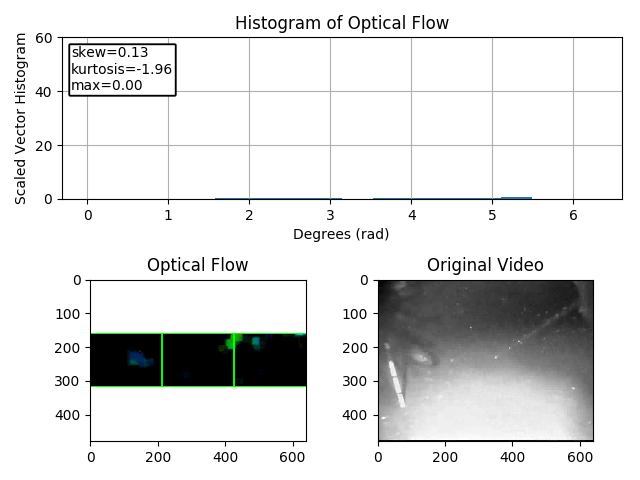 Histogram of Optical Flow
60
40
20
0
Scaled Vector Histogram
skew=0.13
kurtosis=-1.96
max=0.00
0 1 2 3 4 5 6
Degrees (rad)
Optical Flow
0
100
200
300
400
0 200 400 600
Original Video
0
100
200
300
400
0 200 400 600